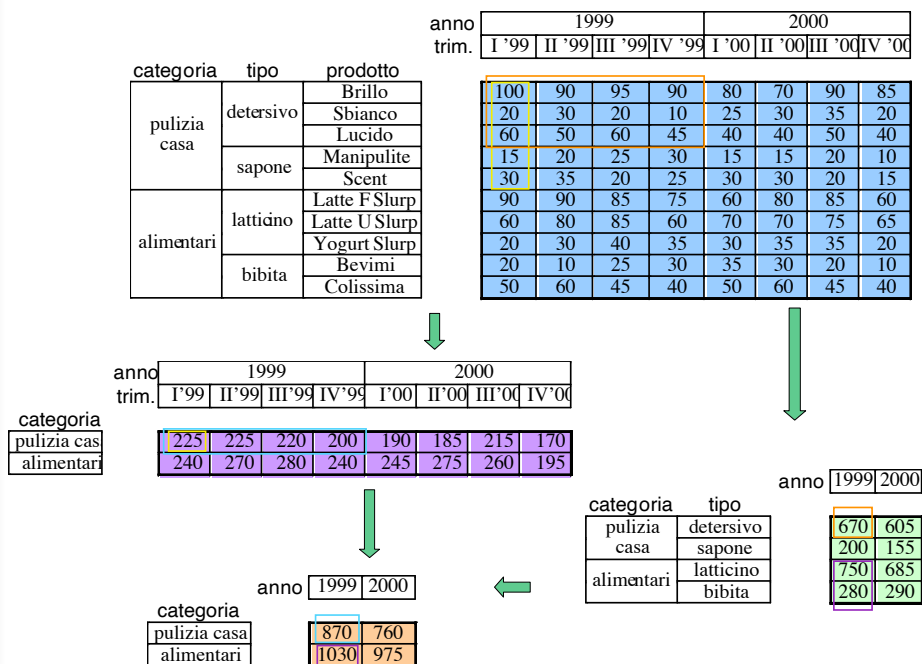 anno 1999 2000
trim. I '99 II '99 III '99 IV '99 I '00 II '00 III '00 IV '00
categoria tipo prodotto
pulizia casa detersivo Brillo 100 90 95 90 80 70 90 85
Sbianco 20 30 20 10 25 30 35 20
Lucido 60 50 60 45 40 40 50 40
sapone Manipulite 15 20 25 30 15 15 20 10
Scent 30 35 20 25 30 30 20 15
alimentari latticino Latte F Slurp 90 90 85 75 60 80 85 60
Latte U Slurp 60 80 85 60 70 70 75 65
Yogurt Slurp 20 30 40 35 30 35 35 20
bibita Bevimi 20 10 25 30 35 30 20 10
Colissima 50 60 45 40 50 60 45 40
anno 1999 2000
trim. I'99 II'99 III'99 IV'99 I'00 II'00 III'00 IV'00
categoria
pulizia cas 225 225 220 200 190 185 215 170
alimentari 240 270 280 240 245 275 260 195
anno 1999 2000
categoria tipo
pulizia casa detersivo 670 605
sapone 200 155
alimentari latticino 750 685
bibita 280 290
anno 1999 2000
categoria
pulizia casa 870 760
alimentari 1030 975